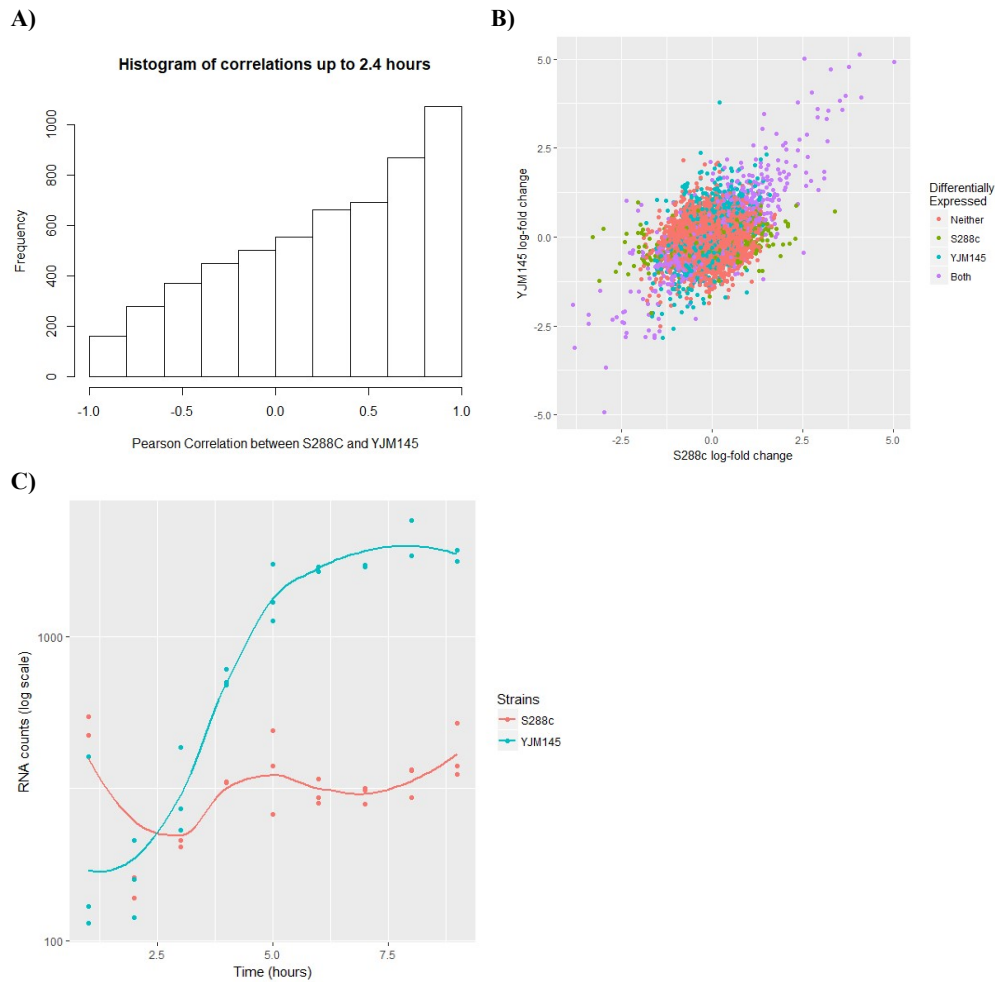 A)
Histogram of correlations up to 2.4 hours
Frequency
0
200
400
600
800
1000
-1.0
-0.5
0.0
0.5
1.0
Pearson Correlation between S288C and YJM145
B)
YJM145 log-fold change
5.0
2.5
0.0
-2.5
-5.0
-2.5
0.0
2.5
5.0
S288c log-fold change
Differentially
Expressed
Neither
S288c
YJM145
Both
C)
RNA counts (log scale)
1000
100
2.5
5.0
7.5
Time (hours)
Strains
S288c
YJM145